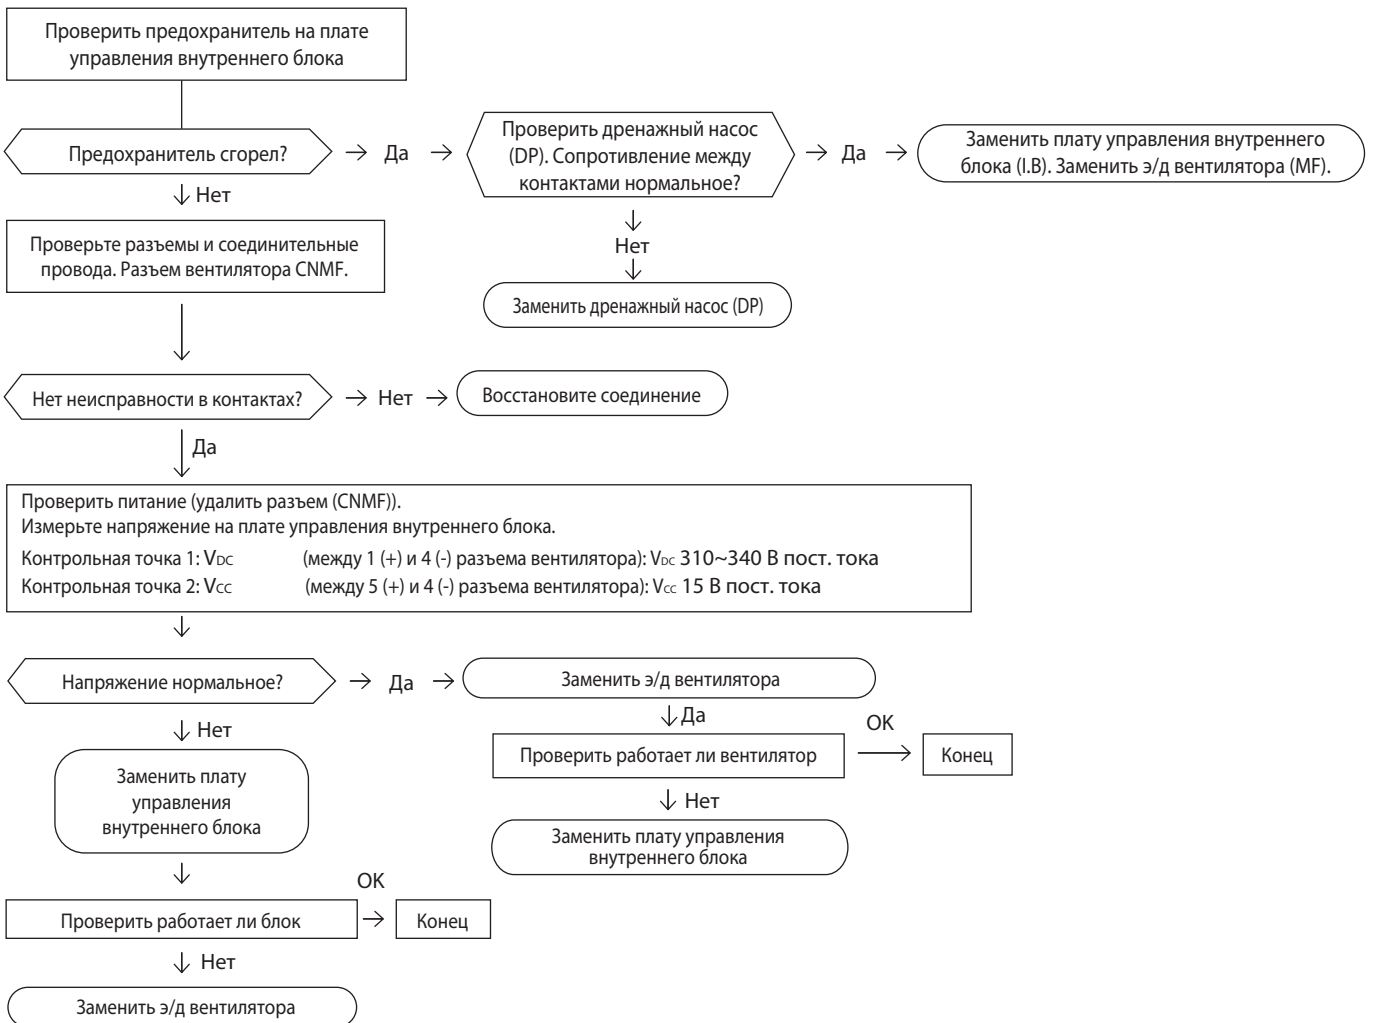 Проверить предохранитель на плате
управления внутреннего блока
Предохранитель сгорел?
Да
Проверить дренажный насос
(DP). Сопротивление между
контактами нормальное?
Да
Заменить плату управления внутреннего
блока (I.B). Заменить э/д вентилятора (MF).
Нет
Нет
Заменить дренажный насос (DP)
Проверьте разъемы и соединительные
провода. Разъем вентилятора CNMF.
Нет неисправности в контактах?
Нет
Восстановите соединение
Да
Проверить питание (удалить разъем (CNMF)).
Измерьте напряжение на плате управления внутреннего блока.
Контрольная точка 1: VDC (между 1 (+) и 4 (-) разъема вентилятора): VDC 310~340 В пост. тока
Контрольная точка 2: VCC (между 5 (+) и 4 (-) разъема вентилятора): VCC 15 В пост. тока
Напряжение нормальное?
Да
Заменить э/д вентилятора
Да
Проверить работает ли вентилятор
OK
Конец
Нет
Заменить плату управления
внутреннего блока
Нет
Заменить плату
управления
внутреннего блока
Проверить работает ли блок
OK
Конец
Нет
Заменить э/д вентилятора